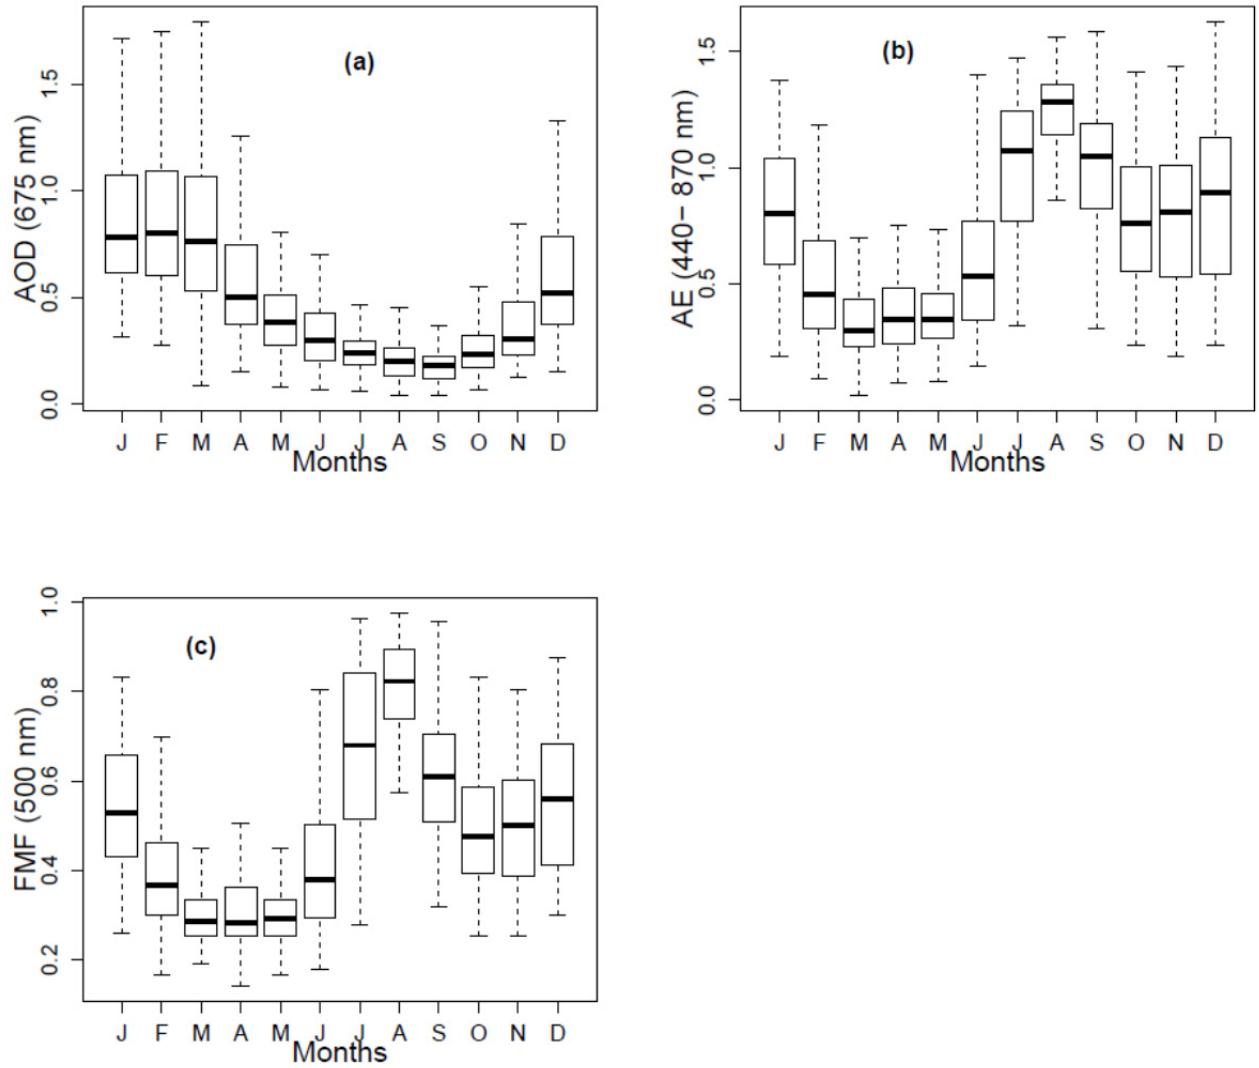 (a)
AOD (675 nm)
1.5
1.0
0.5
0.0
J F M A M J J A S O N D
Months
(b)
AE (440− 870 nm)
1.5
1.0
0.5
0.0
J F M A M J J A S O N D
Months
(c)
FMF (500 nm)
1.0
0.8
0.6
0.4
0.2
J F M A M J J A S O N D
Months